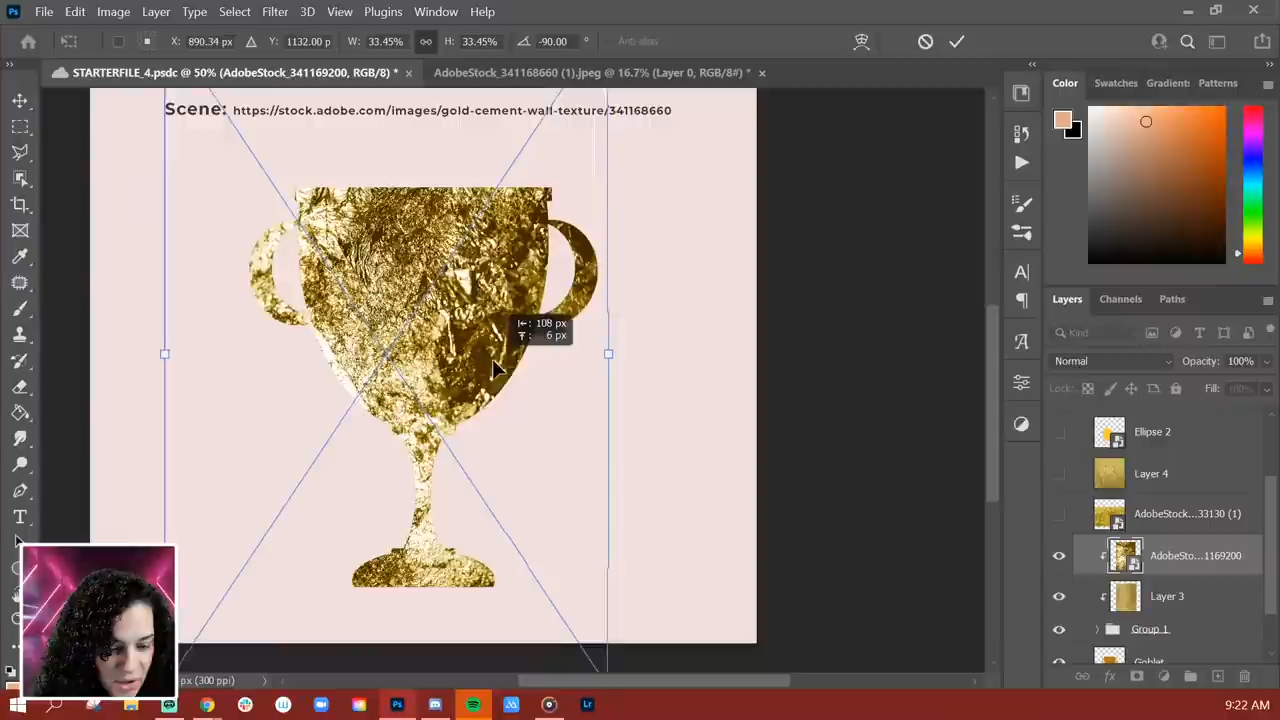 File Edit Image Layer Type Select Filter 3D View Plugins Window Help
X: 890.34 px Y: 1132.00 p W: 33.45% H: 33.45% -90.00 ° Anti-alias
STARTERFILE_4.psdc @ 50% (AdobeStock_341169200, RGB/8) * AdobeStock_341168660 (1).jpeg @ 16.7% (Layer 0, RGB/8#) *
Scene: https://stock.adobe.com/images/gold-cement-wall-texture/341168660
108 px
6 px
Color Swatches Gradient: Patterns
Layers Channels Paths
Kind
Normal Opacity: 100%
Lock: Fill: 100%
Ellipse 2
Layer 4
AdobeStock...33130 (1)
AdobeSto...1169200
Layer 3
Group 1
Goblet
px (300 ppi)
9:22 AM